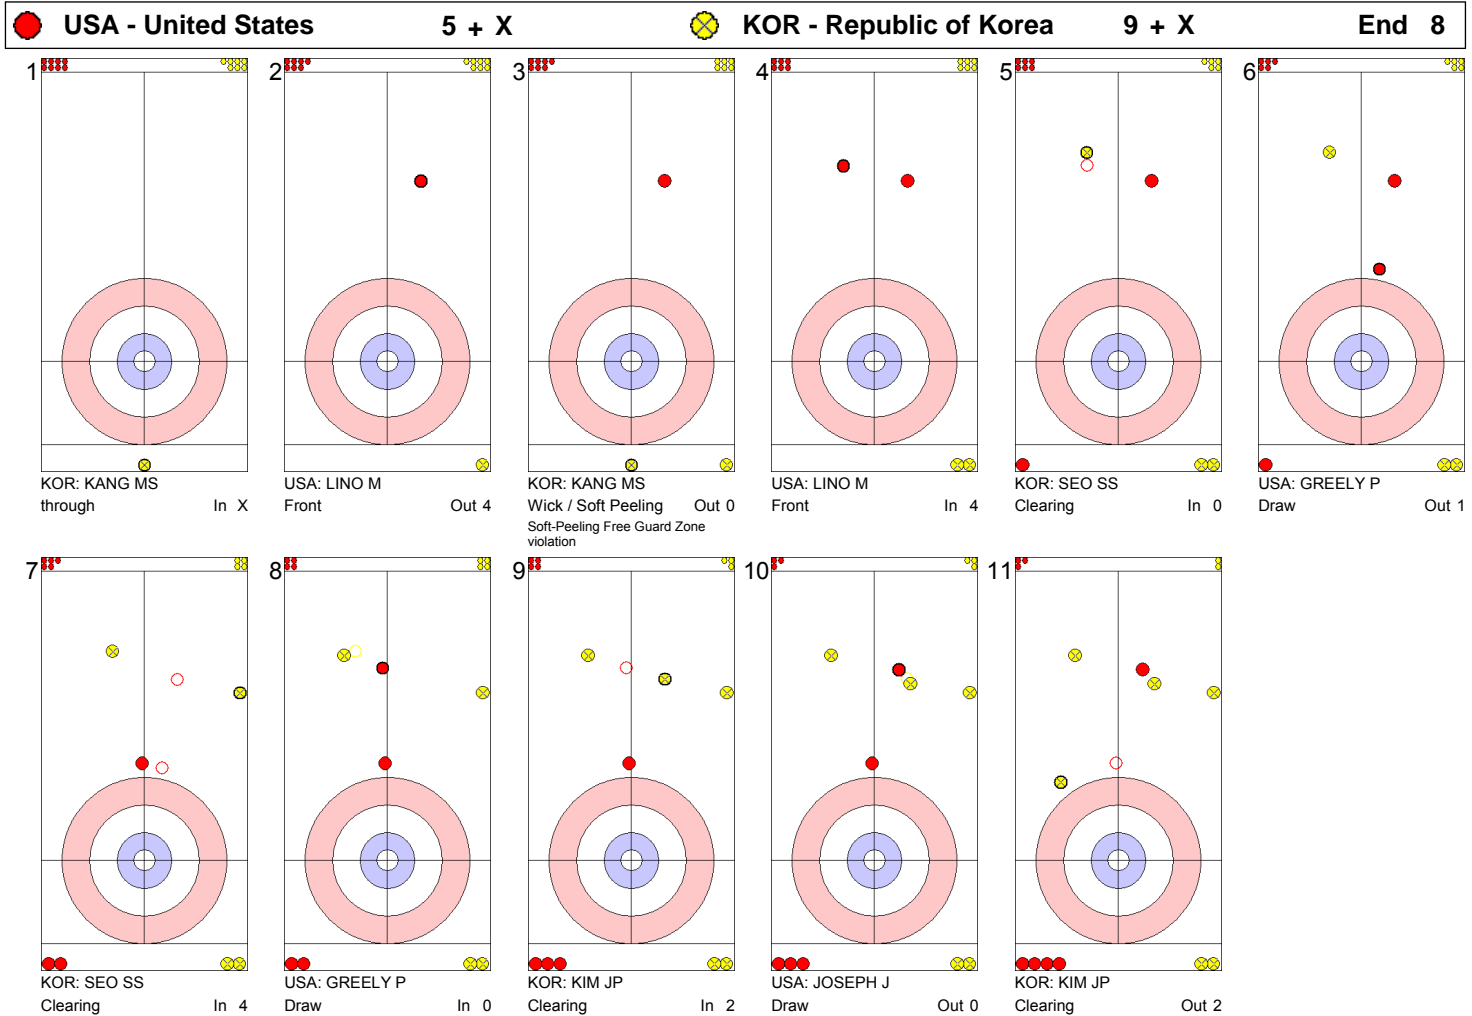 USA - United States 5 + X KOR - Republic of Korea 9 + X End 8
1 2 3 4 5 6
KOR: KANG MS USA: LINO M KOR: KANG MS USA: LINO M KOR: SEO SS USA: GREELY P
through In X Front Out 4 Wick / Soft Peeling Out 0 Front In 4 Clearing In 0 Draw Out 1
Soft-Peeling Free Guard Zone
violation
7 8 9 10 11
KOR: SEO SS USA: GREELY P KOR: KIM JP USA: JOSEPH J KOR: KIM JP
Clearing In 4 Draw In 0 Clearing In 2 Draw Out 0 Clearing Out 2